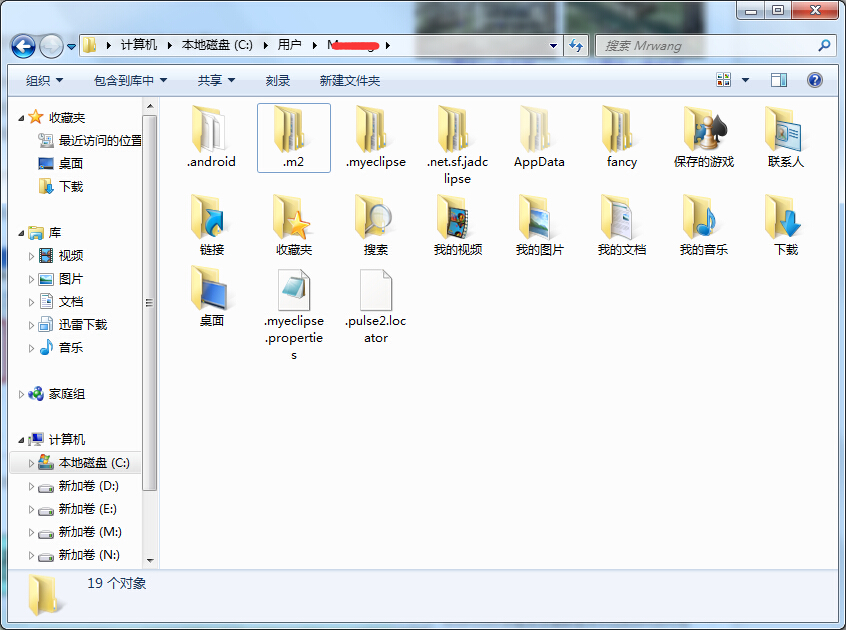 计算机 本地磁盘 (C:) 用户
搜索 Mrwang
组织 包含到库中 共享 刻录 新建文件夹
收藏夹
最近访问的位置
桌面
下载
库
视频
图片
文档
迅雷下载
音乐
家庭组
计算机
本地磁盘 (C:)
新加卷 (D:)
新加卷 (E:)
新加卷 (M:)
新加卷 (N:)
.android
.m2
.myeclipse
.net.sf.jadc
lipse
AppData
fancy
保存的游戏
联系人
链接
收藏夹
搜索
我的视频
我的图片
我的文档
我的音乐
下载
桌面
.myeclipse
.propertie
s
.pulse2.loc
ator
19 个对象